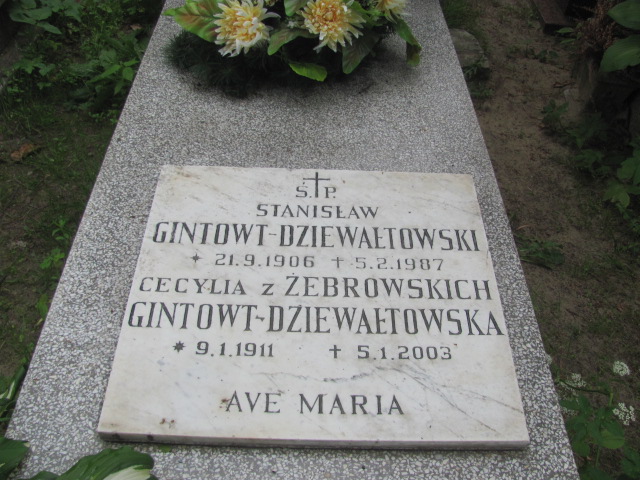 Ś. † P.
STANISŁAW
GINTOWT-DZIEWAŁTOWSKI
* 21.9.1906 † 5.2.1987
CECYLIA z ŻEBROWSKICH
GINTOWT-DZIEWAŁTOWSKA
* 9.1.1911 † 5.1.2003
AVE MARIA